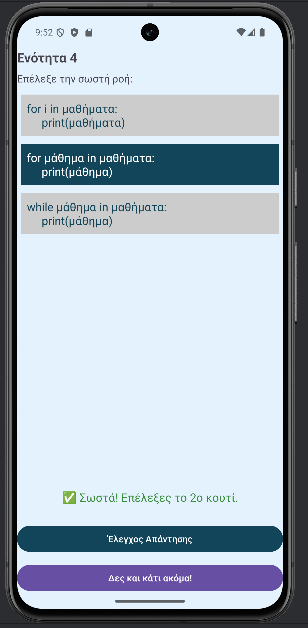 9:52
Ενότητα 4
Επέλεξε την σωστή ροή:
for i in μαθήματα:
print(μαθήματα)
for μάθημα in μαθήματα:
print(μάθημα)
while μάθημα in μαθήματα:
print(μάθημα)
✅ Σωστά! Επέλεξες το 2ο κουτί.
Έλεγχος Απάντησης
Δες και κάτι ακόμα!